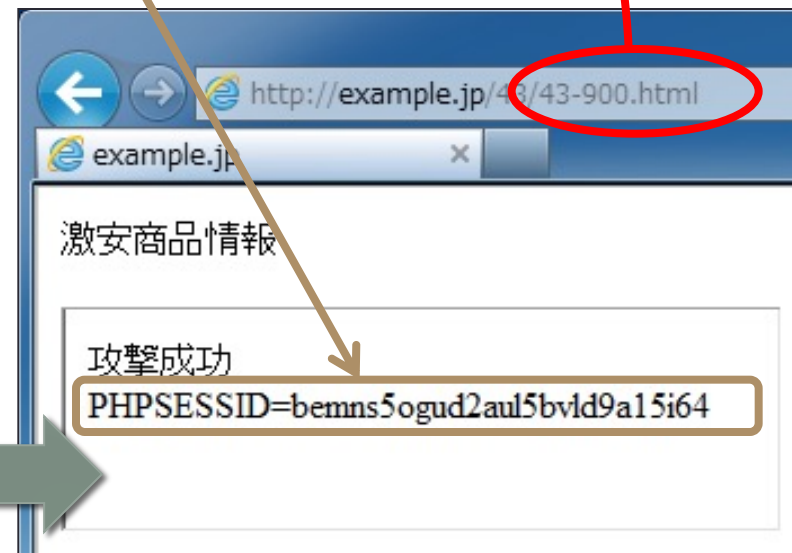 http://example.jp/43/43-900.html
example.jp
激安商品情報
攻撃成功
PHPSESSID=bemns5ogud2aul5bvld9a15i64